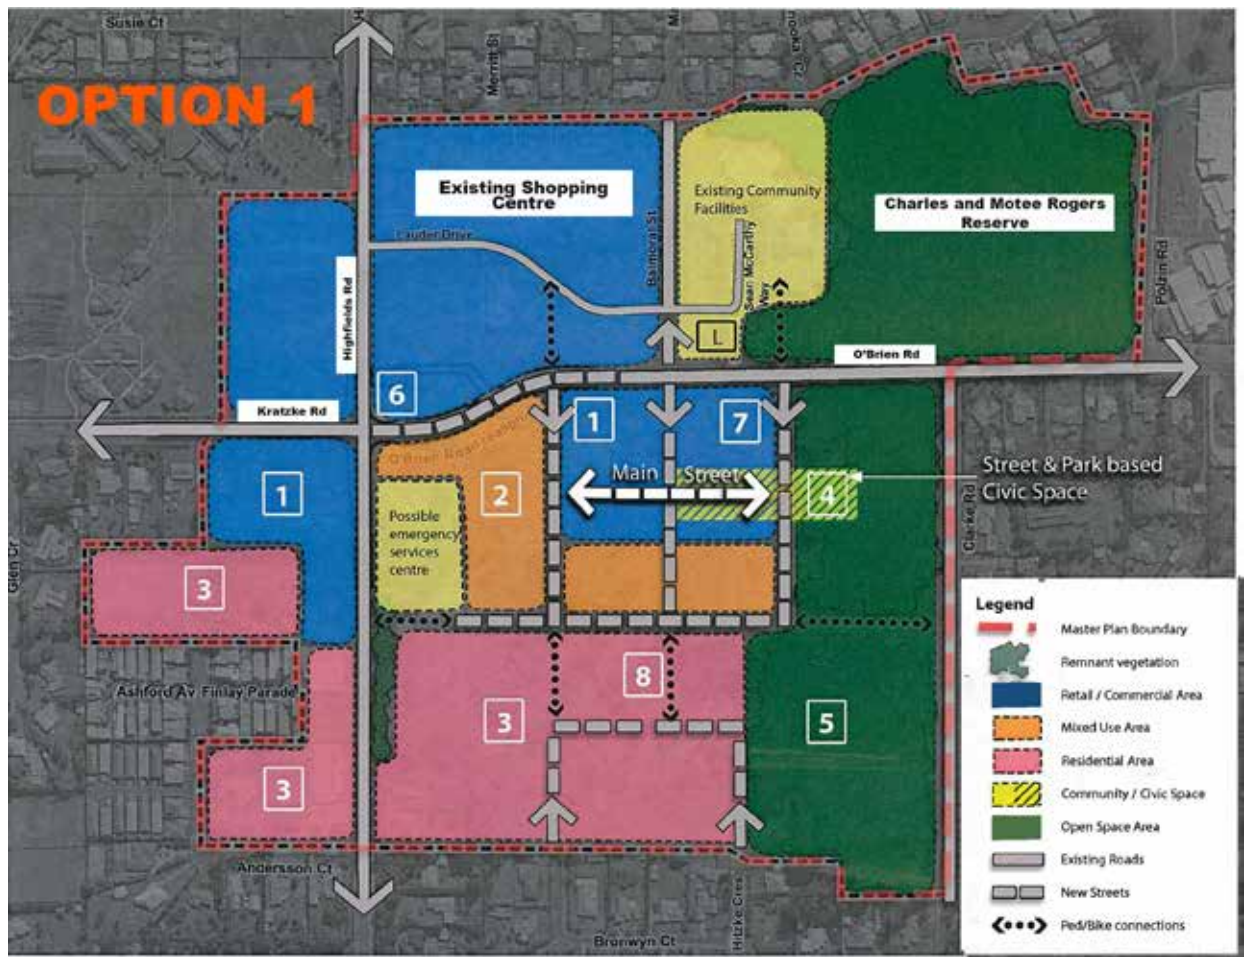 Susie Ct
OPTION 1
Merritt St
Existing Shopping
Centre
Existing Community
Facilities
Charles and Motee Rogers
Reserve
Lauder Drive
Balmoral St
Sean McCarthy
Way
Polzin Rd
Highfields Rd
L
O'Brien Rd
6
Kratzke Rd
1
7
Main Street
Street & Park based
Civic Space
1
2
4
Possible
emergency
services
centre
Clarke Rd
Glen Cr
3
Ashford Av
Finlay Parade
8
3
5
3
Andersson Ct
Hitzke Cres
Bronwyn Ct
Legend
Master Plan Boundary
Remnant vegetation
Retail / Commercial Area
Mixed Use Area
Residential Area
Community / Civic Space
Open Space Area
Existing Roads
New Streets
Ped/Bike connections